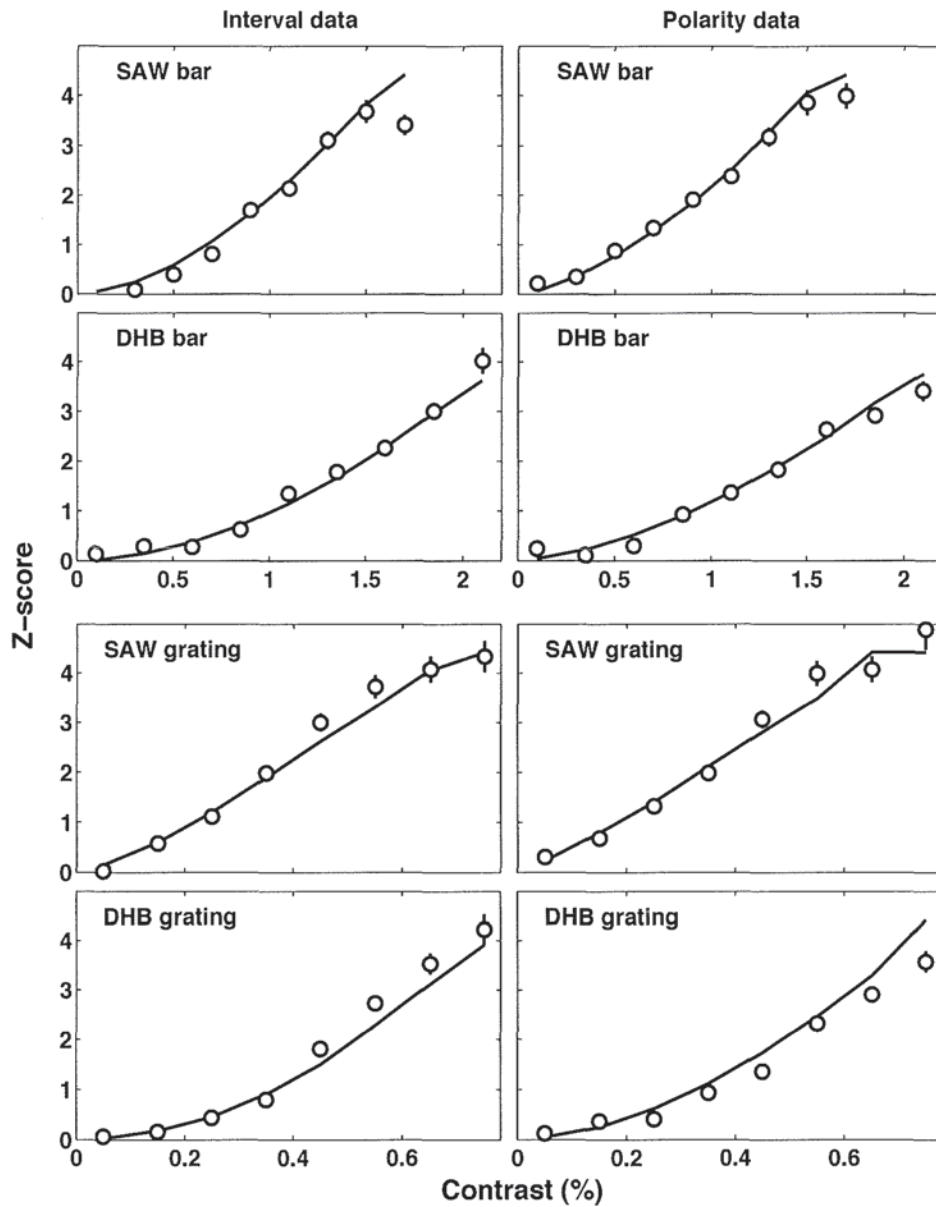 Interval data Polarity data
SAW bar SAW bar
4 3 2 1 0
DHB bar DHB bar
4 3 2 1 0
0 0.5 1 1.5 2 0 0.5 1 1.5 2
Z-score
SAW grating SAW grating
4 3 2 1 0
DHB grating DHB grating
4 3 2 1 0
0 0.2 0.4 0.6 0 0.2 0.4 0.6
Contrast (%)